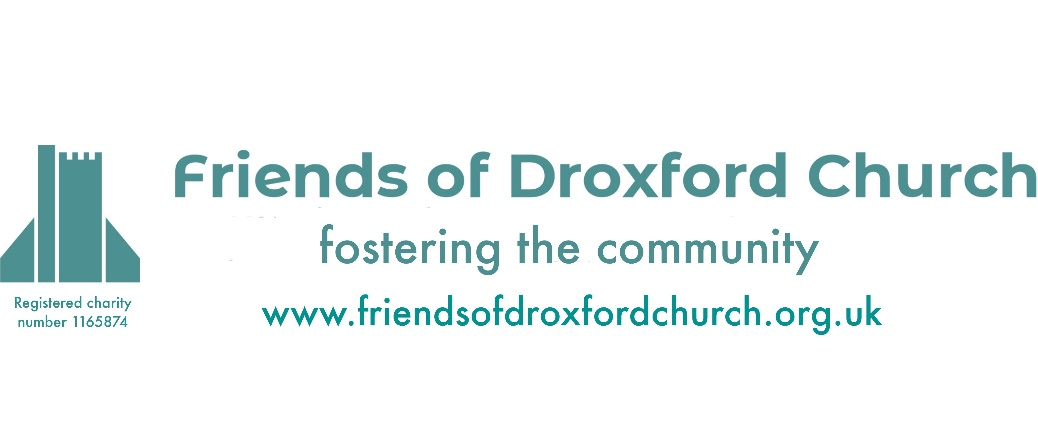 Friends of Droxford Church
fostering the community
www.friendsofdroxfordchurch.org.uk
Registered charity
number 1165874